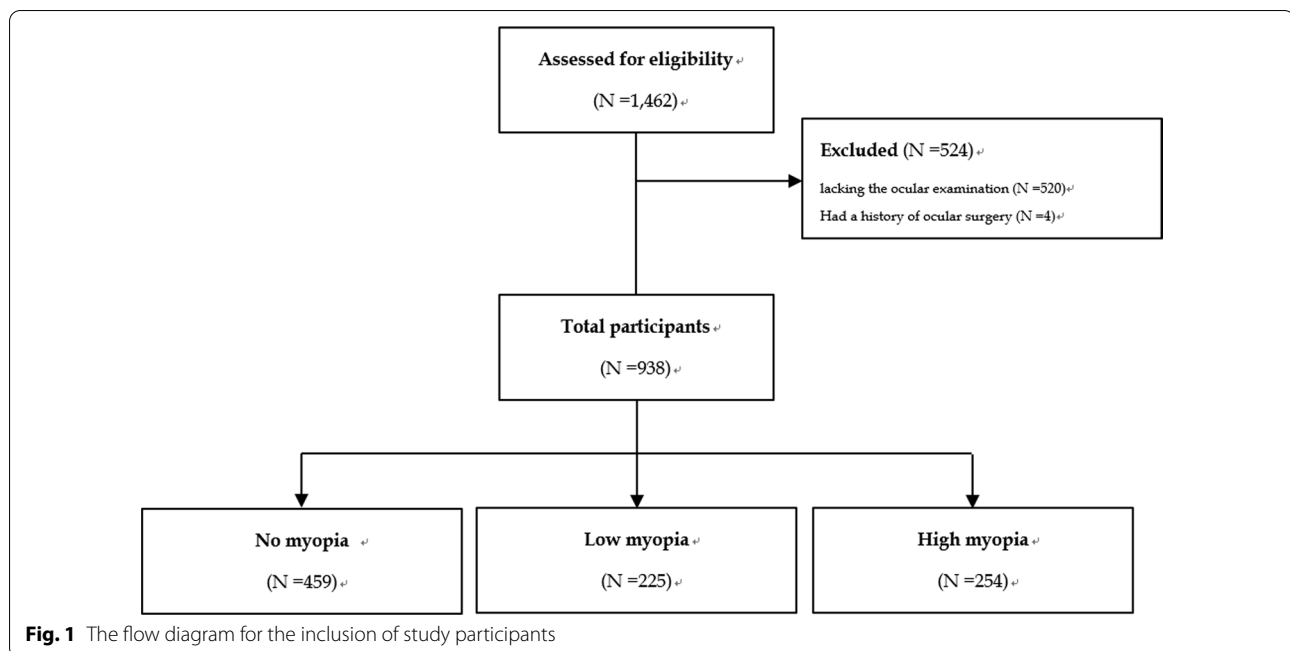 Assessed for eligibility
(N =1,462)
Excluded (N =524)
lacking the ocular examination (N =520)
Had a history of ocular surgery (N =4)
Total participants
(N =938)
No myopia
(N =459)
Low myopia
(N =225)
High myopia
(N =254)
Fig. 1 The flow diagram for the inclusion of study participants